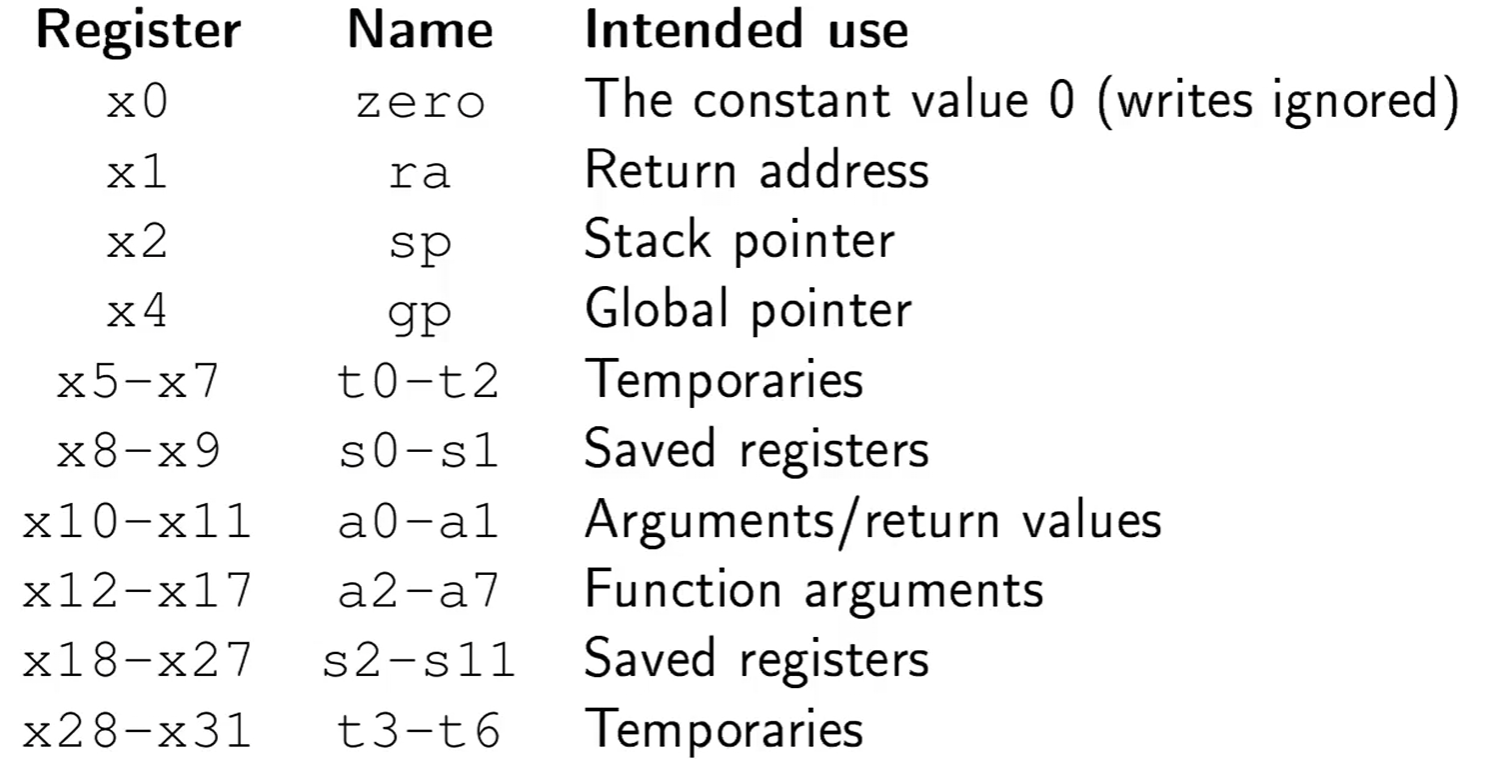 Register Name Intended use
x0 zero The constant value 0 (writes ignored)
x1 ra Return address
x2 sp Stack pointer
x4 gp Global pointer
x5-x7 t0-t2 Temporaries
x8-x9 s0-s1 Saved registers
x10-x11 a0-a1 Arguments/return values
x12-x17 a2-a7 Function arguments
x18-x27 s2-s11 Saved registers
x28-x31 t3-t6 Temporaries